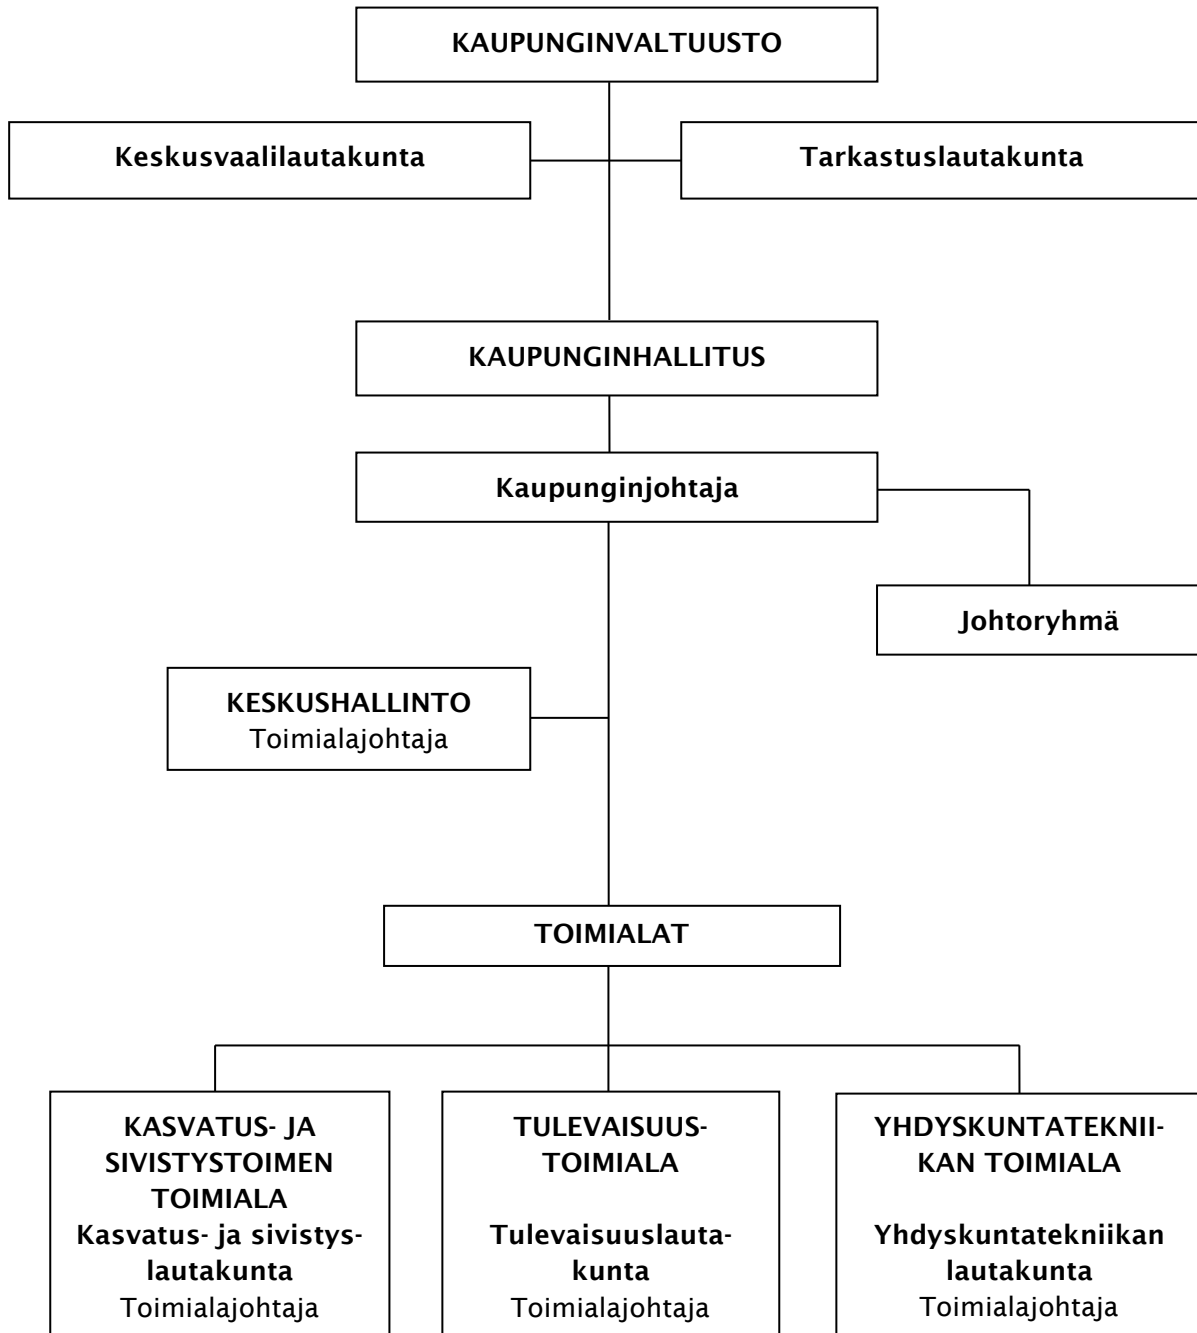 KAUPUNGINVALTUUSTO
Keskusvaalilautakunta
Tarkastuslautakunta
KAUPUNGINHALLITUS
Kaupunginjohtaja
Johtoryhmä
KESKUSHALLINTO
Toimialajohtaja
TOIMIALAT
KASVATUS- JA
SIVISTYSTOIMEN
TOIMIALA
Kasvatus- ja sivistys-
lautakunta
Toimialajohtaja
TULEVAISUUS-
TOIMIALA
Tulevaisuuslauta-
kunta
Toimialajohtaja
YHDYSKUNTATEKNII-
KAN TOIMIALA
Yhdyskuntatekniikan
lautakunta
Toimialajohtaja